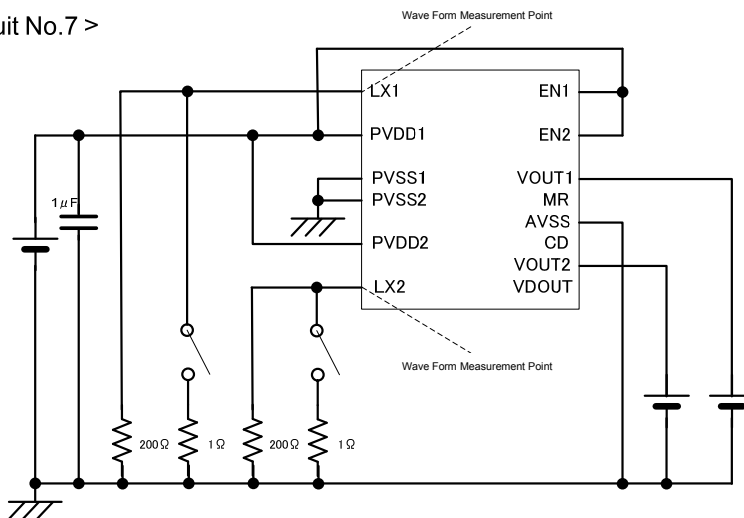 uit No.7 >
Wave Form Measurement Point
LX1
EN1
PVDD1
EN2
PVSS1
VOUT1
PVSS2
MR
AVSS
PVDD2
CD
VOUT2
LX2
VDOUT
1μF
Wave Form Measurement Point
200Ω
1Ω
200Ω
1Ω